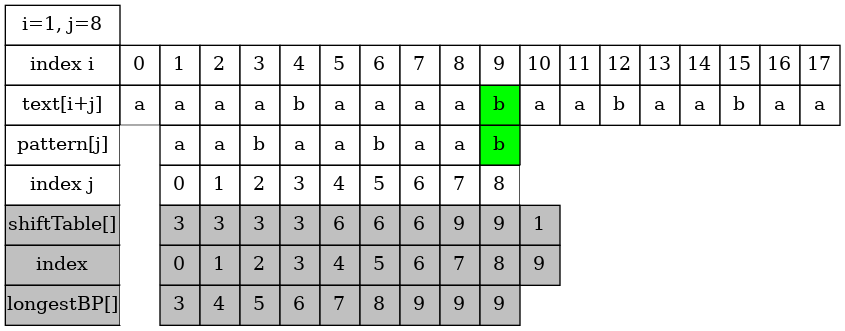 i=1, j=8
index i 0 1 2 3 4 5 6 7 8 9 10 11 12 13 14 15 16 17
text[i+j] a a a a b a a a a b a a b a a b a a
pattern[j] a a b a a b a a b
index j 0 1 2 3 4 5 6 7 8
shiftTable[] 3 3 3 3 6 6 6 9 9 1
index 0 1 2 3 4 5 6 7 8 9
longestBP[] 3 4 5 6 7 8 9 9 9